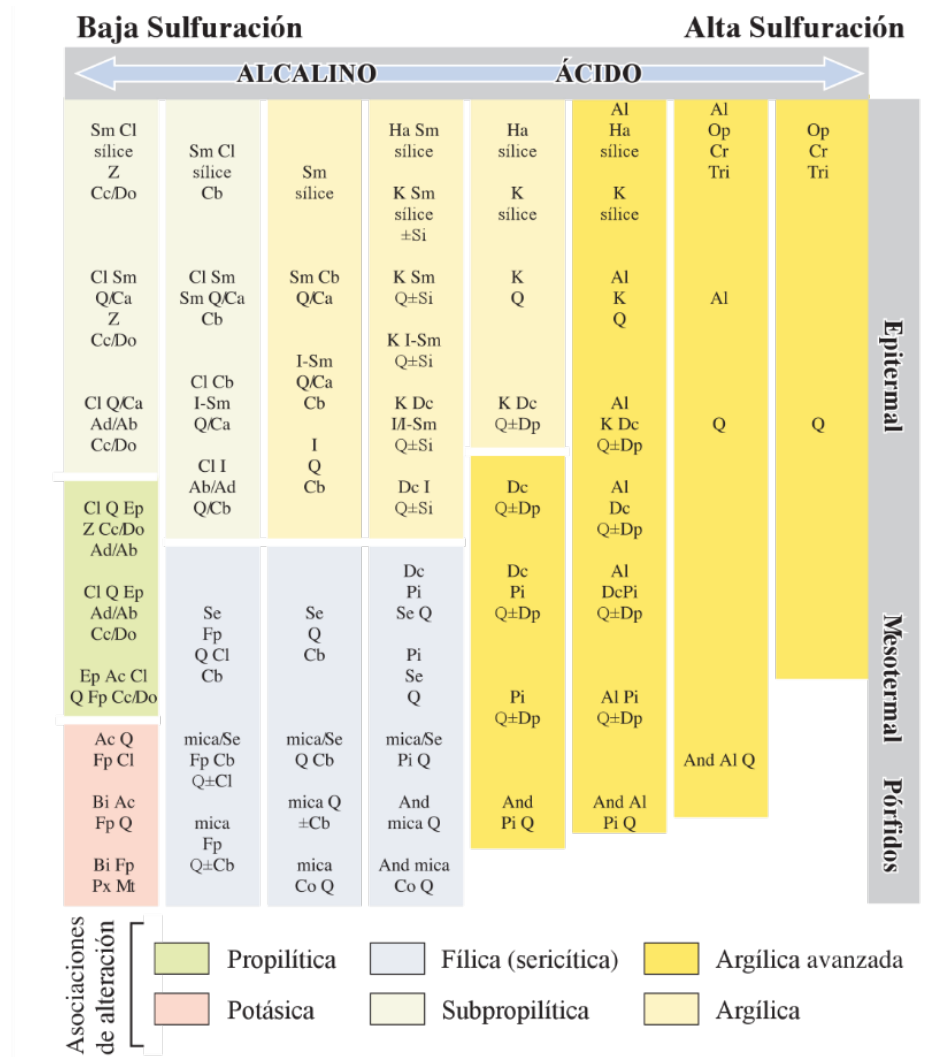 Baja Sulfuración
Alta Sulfuración
ALCALINO
ÁCIDO
Sm Cl
sílice
Z
Cc/Do
Cl Sm
Q/Ca
Z
Cc/Do
Cl Q/Ca
Ad/Ab
Cc/Do
Cl Q Ep
Z Cc/Do
Ad/Ab
Cl Q Ep
Ad/Ab
Cc/Do
Ep Ac Cl
Q Fp Cc/Do
Ac Q
Fp Cl
Bi Ac
Fp Q
Bi Fp
Px Mt
Sm Cl
sílice
Cb
Cl Sm
Sm Q/Ca
Cb
Cl Cb
I-Sm
Q/Ca
Cl I
Ab/Ad
Q/Cb
Se
Fp
Q Cl
Cb
mica/Se
Fp Cb
Q±Cl
mica
Fp
Q±Cb
Sm
sílice
Sm Cb
Q/Ca
I-Sm
Q/Ca
Cb
I
Q
Cb
Se
Q
Cb
mica/Se
Q Cb
mica Q
±Cb
mica
Co Q
Ha Sm
sílice
K Sm
sílice
±Si
K Sm
Q±Si
K I-Sm
Q±Si
K Dc
I/I-Sm
Q±Si
Dc I
Q±Si
Dc
Pi
Se Q
Pi
Se
Q
mica/Se
Pi Q
And
mica Q
And mica
Co Q
Ha
sílice
K
sílice
K
Q
K Dc
Q±Dp
Dc
Q±Dp
Dc
Pi
Q±Dp
Pi
Q±Dp
And
Pi Q
Al
Ha
sílice
K
sílice
Al
K
Q
Al
K Dc
Q±Dp
Al
Dc
Q±Dp
Al
DcPi
Q±Dp
Al Pi
Q±Dp
And Al
Pi Q
Al
Op
Cr
Tri
Al
Q
And Al Q
Op
Cr
Tri
Q
Epitermal
Mesotermal
Pórfidos
Asociaciones
de alteración
Propilítica
Fílica (sericítica)
Argílica avanzada
Potásica
Subpropilítica
Argílica